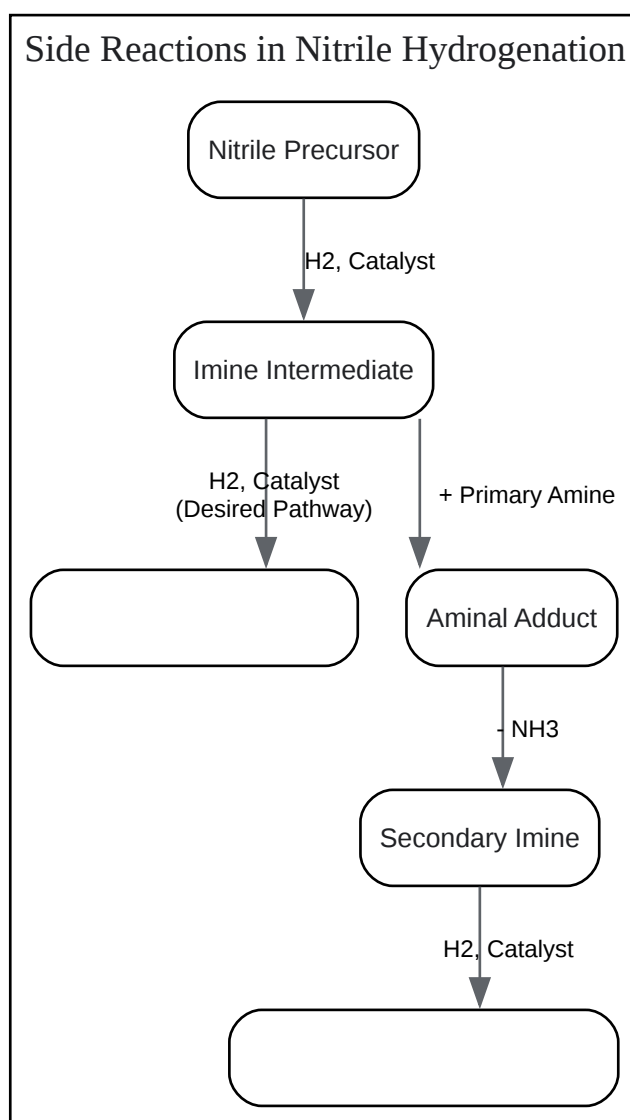 Side Reactions in Nitrile Hydrogenation
Nitrile Precursor
H2, Catalyst
Imine Intermediate
H2, Catalyst
(Desired Pathway)
+ Primary Amine
Aminal Adduct
- NH3
Secondary Imine
H2, Catalyst